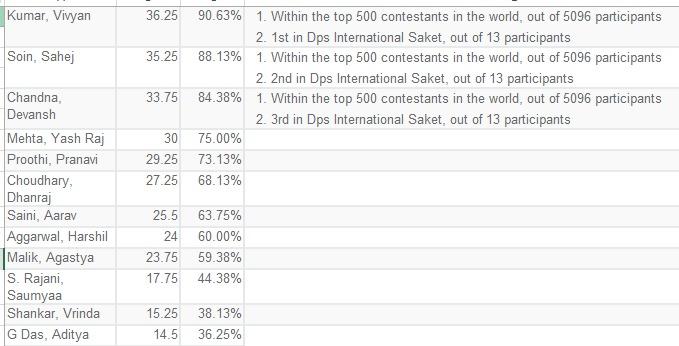 Kumar, Vivyan 36.25 90.63% 1. Within the top 500 contestants in the world, out of 5096 participants
2. 1st in Dps International Saket, out of 13 participants
Soin, Sahej 35.25 88.13% 1. Within the top 500 contestants in the world, out of 5096 participants
2. 2nd in Dps International Saket, out of 13 participants
Chandna, 33.75 84.38% 1. Within the top 500 contestants in the world, out of 5096 participants
Devansh 2. 3rd in Dps International Saket, out of 13 participants
Mehta, Yash Raj 30 75.00%
Proothi, Pranavi 29.25 73.13%
Choudhary, 27.25 68.13%
Dhanraj
Saini, Aarav 25.5 63.75%
Aggarwal, Harshil 24 60.00%
Malik, Agastya 23.75 59.38%
S. Rajani, 17.75 44.38%
Saumyaa
Shankar, Vrinda 15.25 38.13%
G Das, Aditya 14.5 36.25%